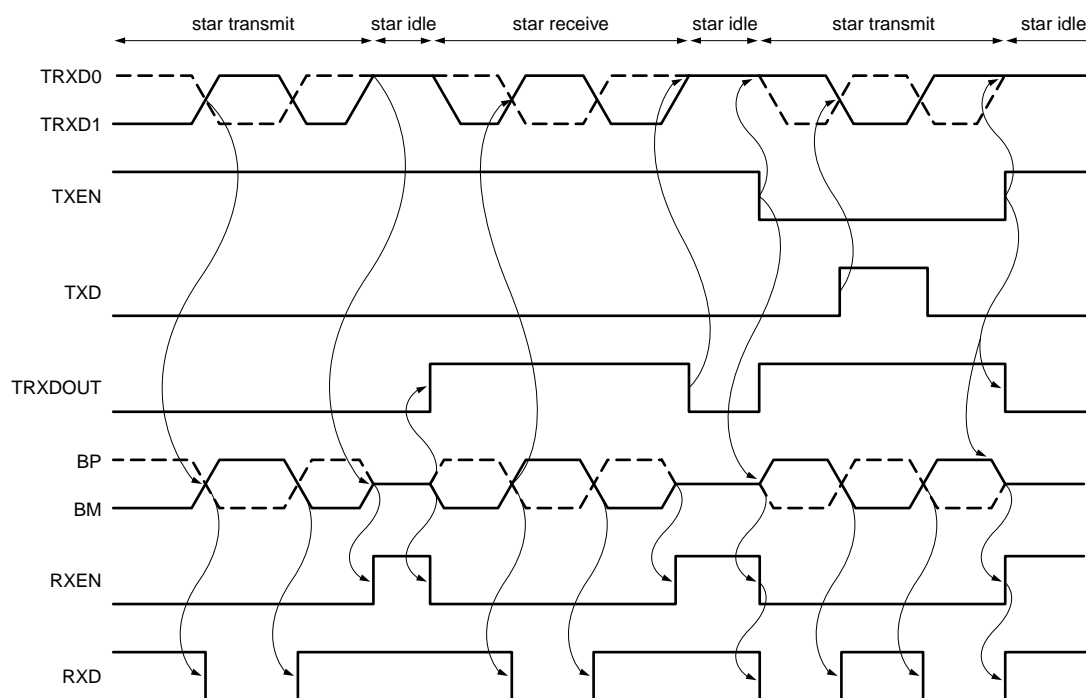 star transmit star idle star receive star idle star transmit star idle
TRXD0
TRXD1
TXEN
TXD
TRXDOUT
BP
BM
RXEN
RXD